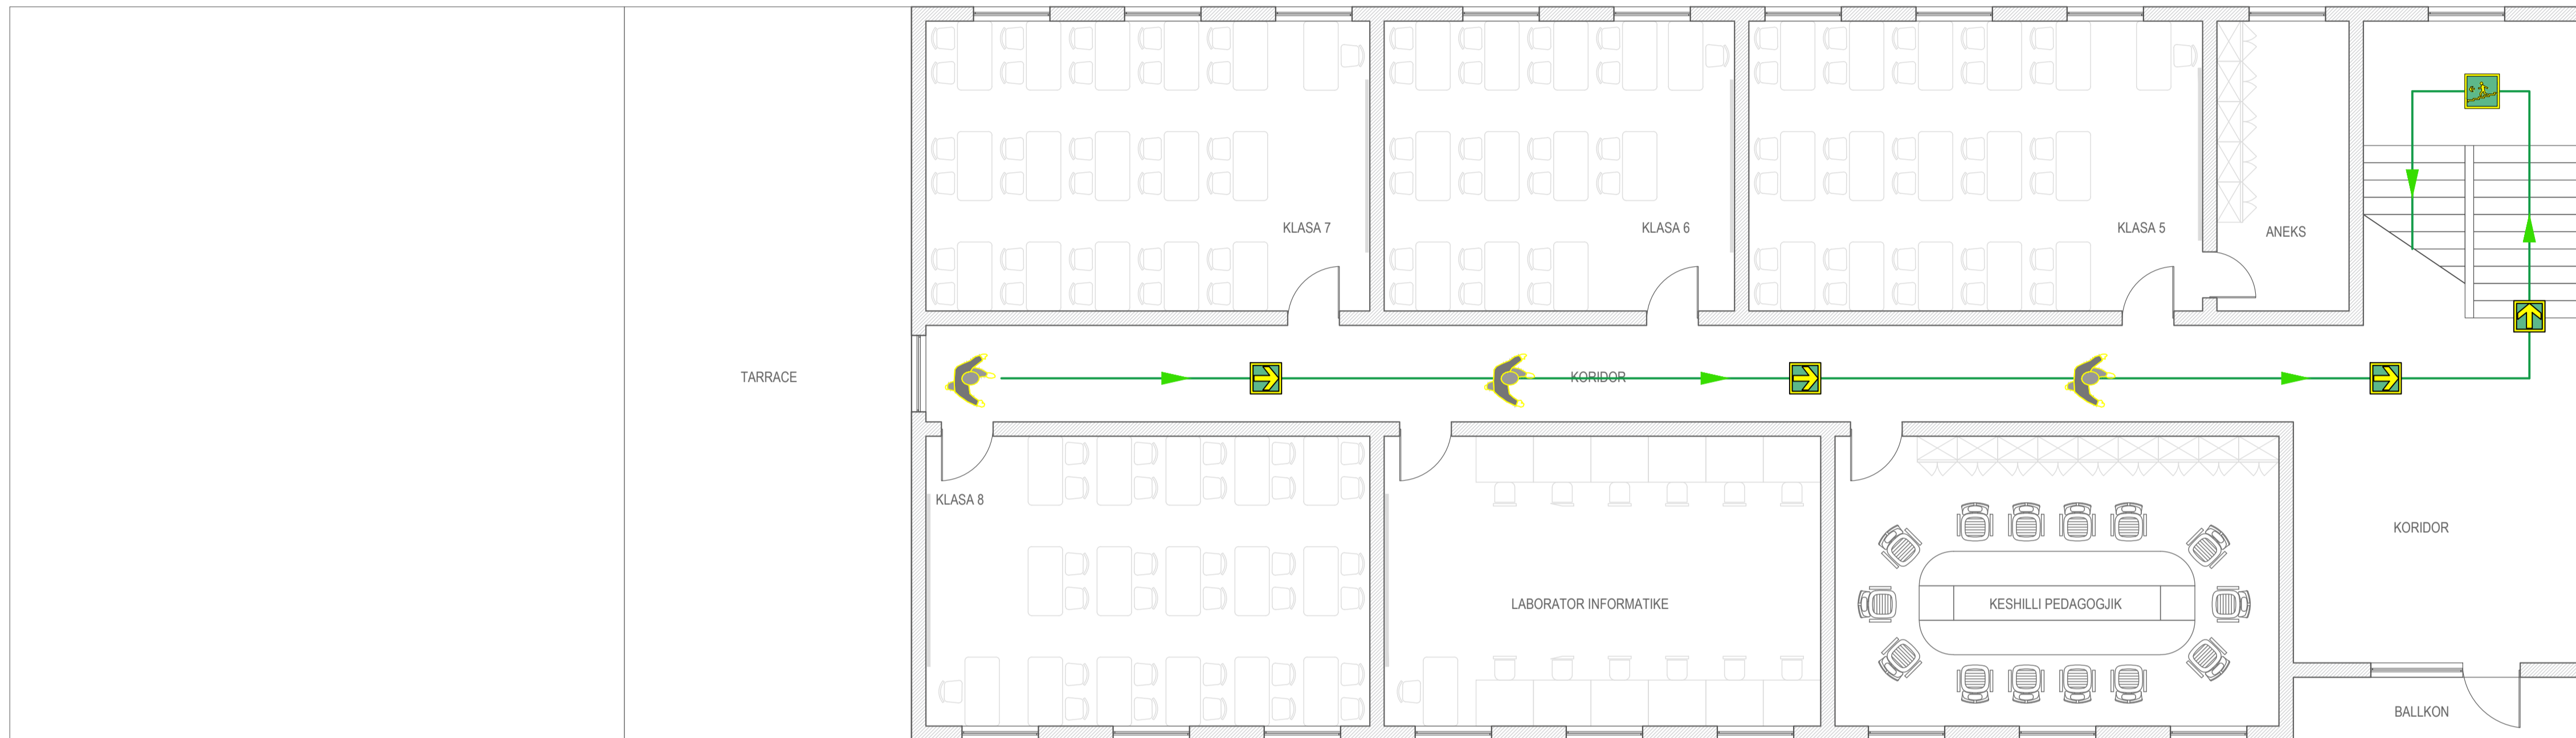 KLASA 7
KLASA 6
KLASA 5
ANEKS
TARRACE
KORIDOR
KLASA 8
LABORATOR INFORMATIKE
KESHILLI PEDAGOGJIK
KORIDOR
BALLKON